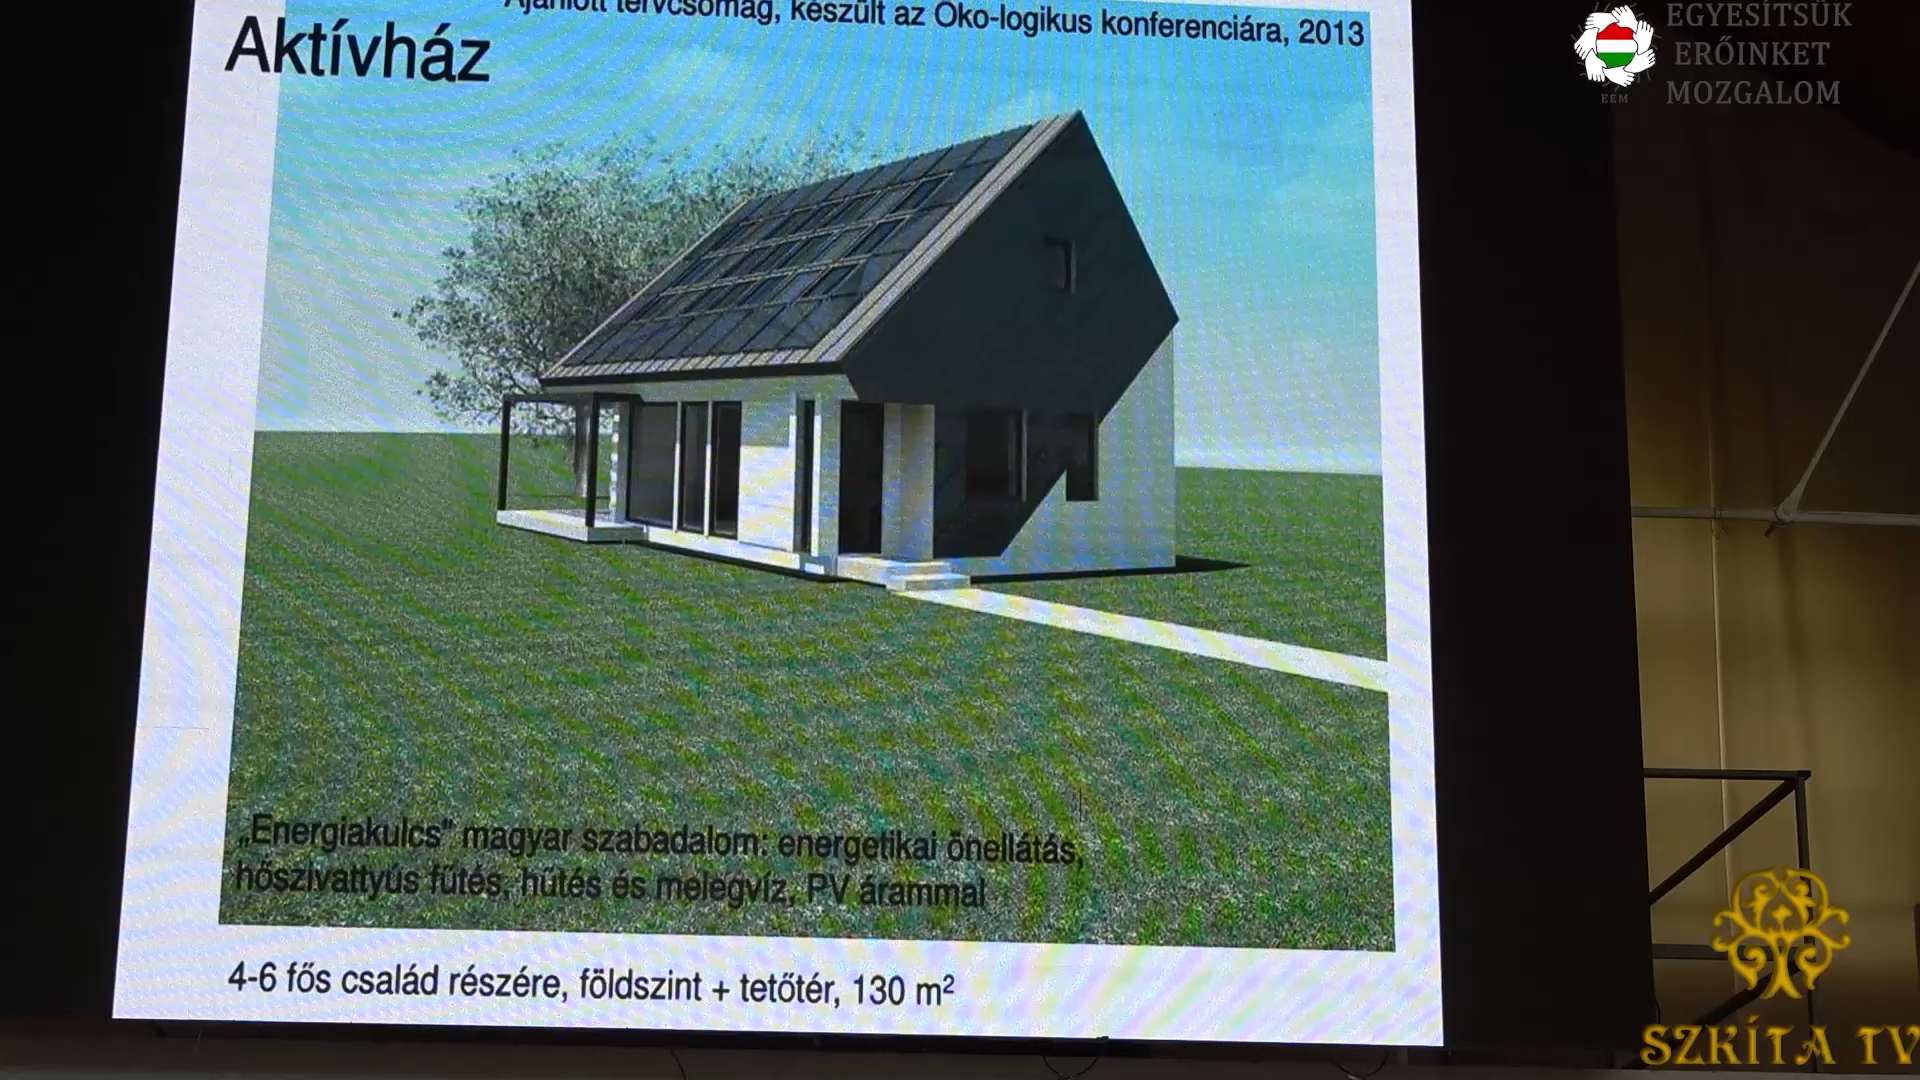 Ajánlott tervcsomag, készült az Öko-logikus konferenciára, 2013
Aktívház
„Energiakulcs" magyar szabadalom: energetikai önellátás,
hőszivattyús fűtés, hűtés és melegvíz, PV árammal
4-6 fős család részére, földszint + tetőtér, 130 m²
EGYESÍTSÜK
ERŐINKET
MOZGALOM
EEM
SZKÍTA TV